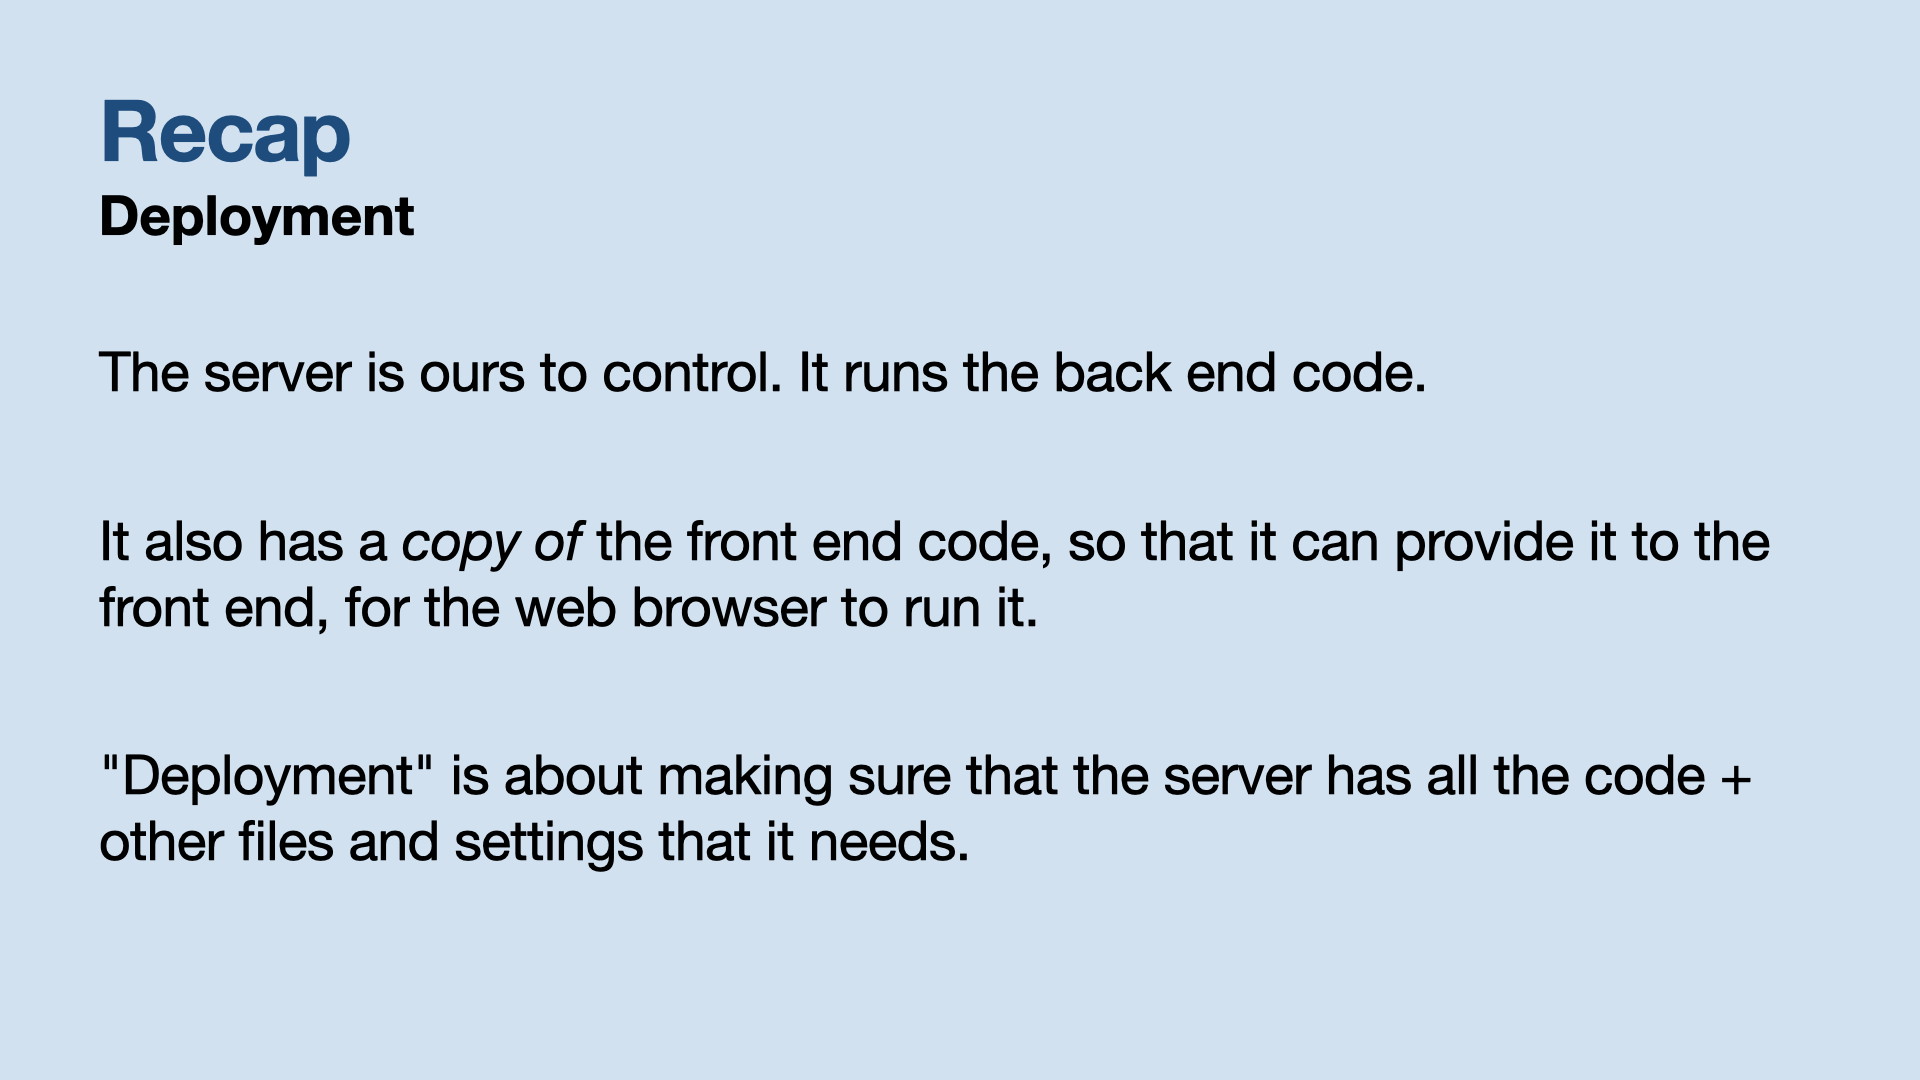 Recap
Deployment
The server is ours to control. It runs the back end code.
It also has a copy of the front end code, so that it can provide it to the
front end, for the web browser to run it.
"Deployment" is about making sure that the server has all the code +
other files and settings that it needs.